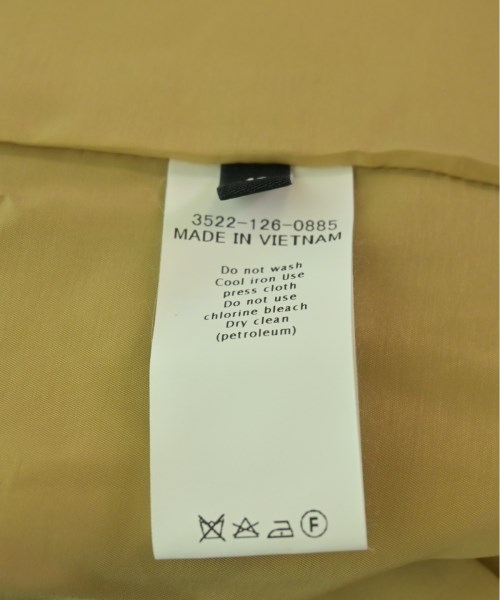 3522-126-0885
MADE IN VIETNAM
Do not wash
Cool iron Use
press cloth
Do not use
chlorine bleach
Dry clean
(petroleum)
F